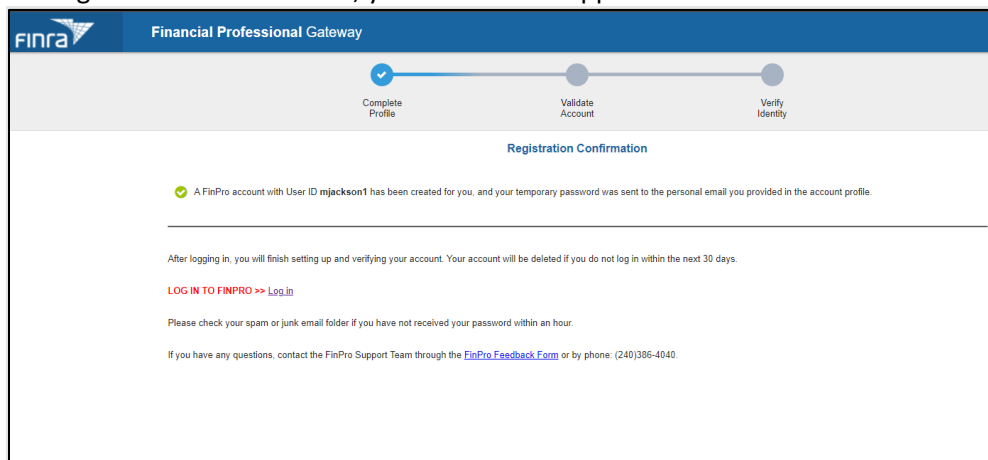 Finra
Financial Professional Gateway
Complete
Profile
Validate
Account
Verify
Identity
Registration Confirmation
A FinPro account with User ID mjackson1 has been created for you, and your temporary password was sent to the personal email you provided in the account profile.
After logging in, you will finish setting up and verifying your account. Your account will be deleted if you do not log in within the next 30 days.
LOG IN TO FINPRO >> Log in
Please check your spam or junk email folder if you have not received your password within an hour.
If you have any questions, contact the FinPro Support Team through the FinPro Feedback Form or by phone: (240)386-4040.